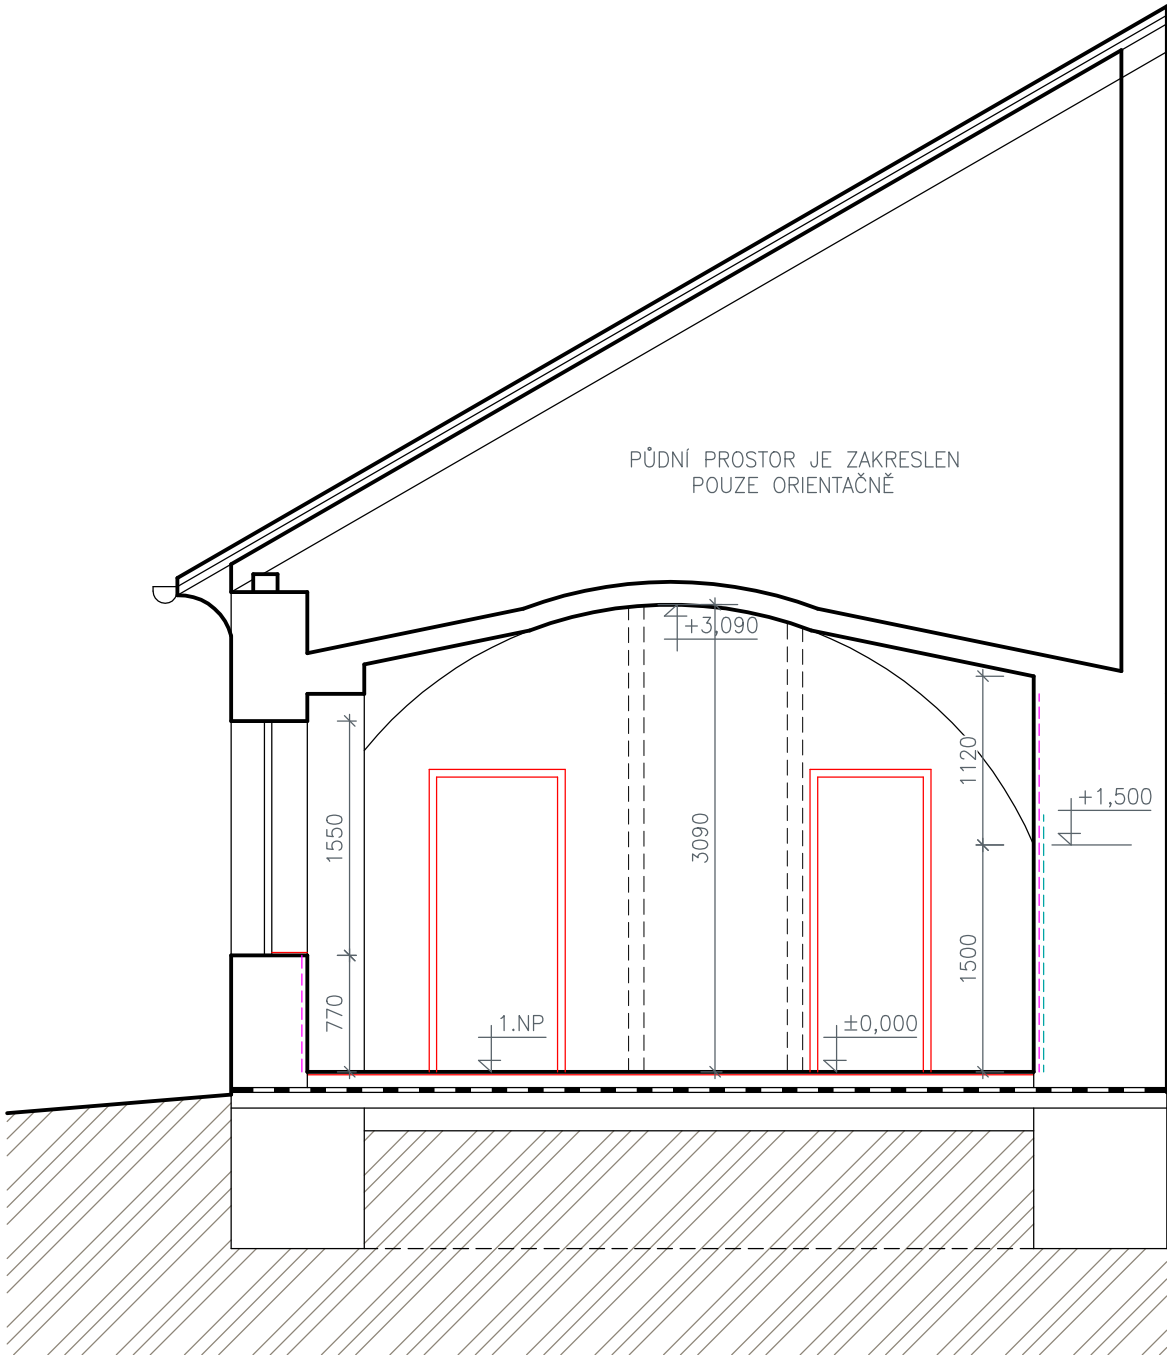 PŮDNÍ PROSTOR JE ZAKRESLEN
POUZE ORIENTAČNĚ
+3,090
1120
+1,500
1550
3090
1500
770
1.NP
±0,000